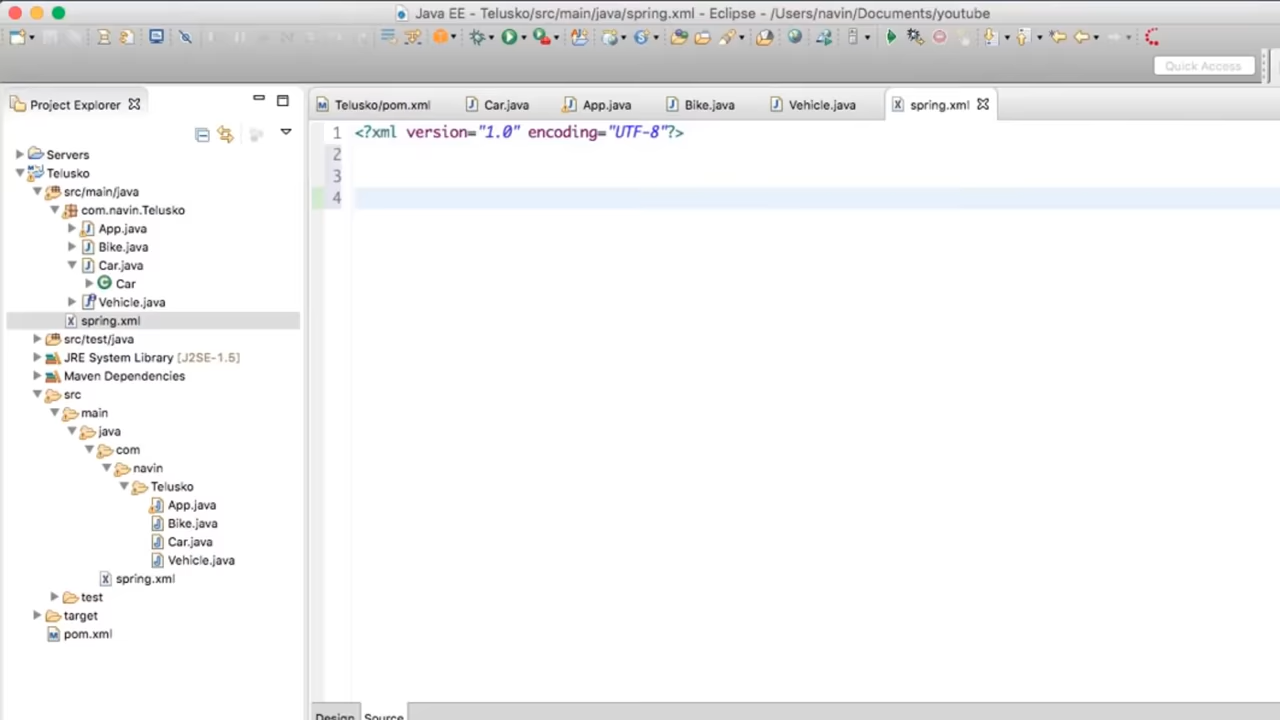 Java EE - Telusko/src/main/java/spring.xml - Eclipse - /Users/navin/Documents/youtube
Quick Access
Project Explorer
Telusko/pom.xml Car.java App.java Bike.java Vehicle.java spring.xml
1 <?xml version="1.0" encoding="UTF-8"?>
2
3
4
Servers
Telusko
src/main/java
com.navin.Telusko
App.java
Bike.java
Car.java
Car
Vehicle.java
spring.xml
src/test/java
JRE System Library [J2SE-1.5]
Maven Dependencies
src
main
java
com
navin
Telusko
App.java
Bike.java
Car.java
Vehicle.java
spring.xml
test
target
pom.xml
Design Source